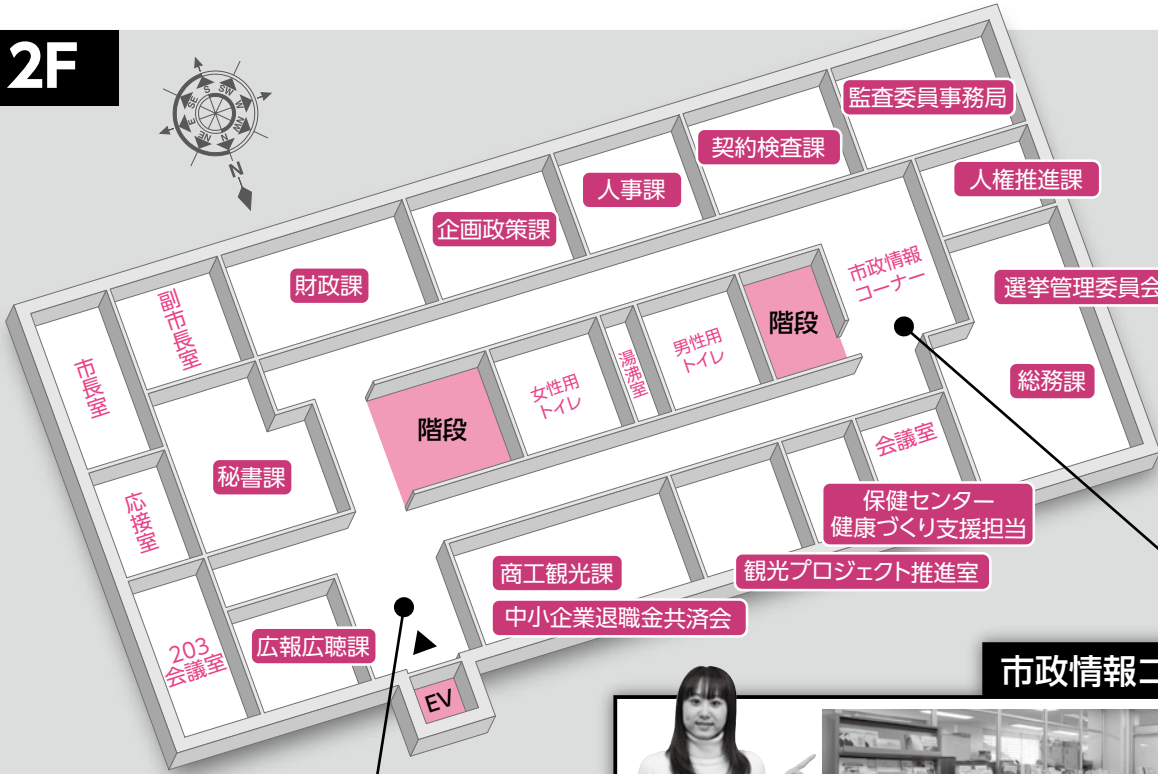 2F
S
SW
W
NW
N
NE
E
SE
N
監査委員事務局
契約検査課
人権推進課
人事課
企画政策課
財政課
市政情報
コーナー
選挙管理委員会
副市長室
市長室
階段
男性用
トイレ
湯沸室
女性用
トイレ
階段
総務課
会議室
秘書課
応接室
保健センター
健康づくり支援担当
商工観光課
観光プロジェクト推進室
中小企業退職金共済会
広報広聴課
203
会議室
EV
市政情報コ